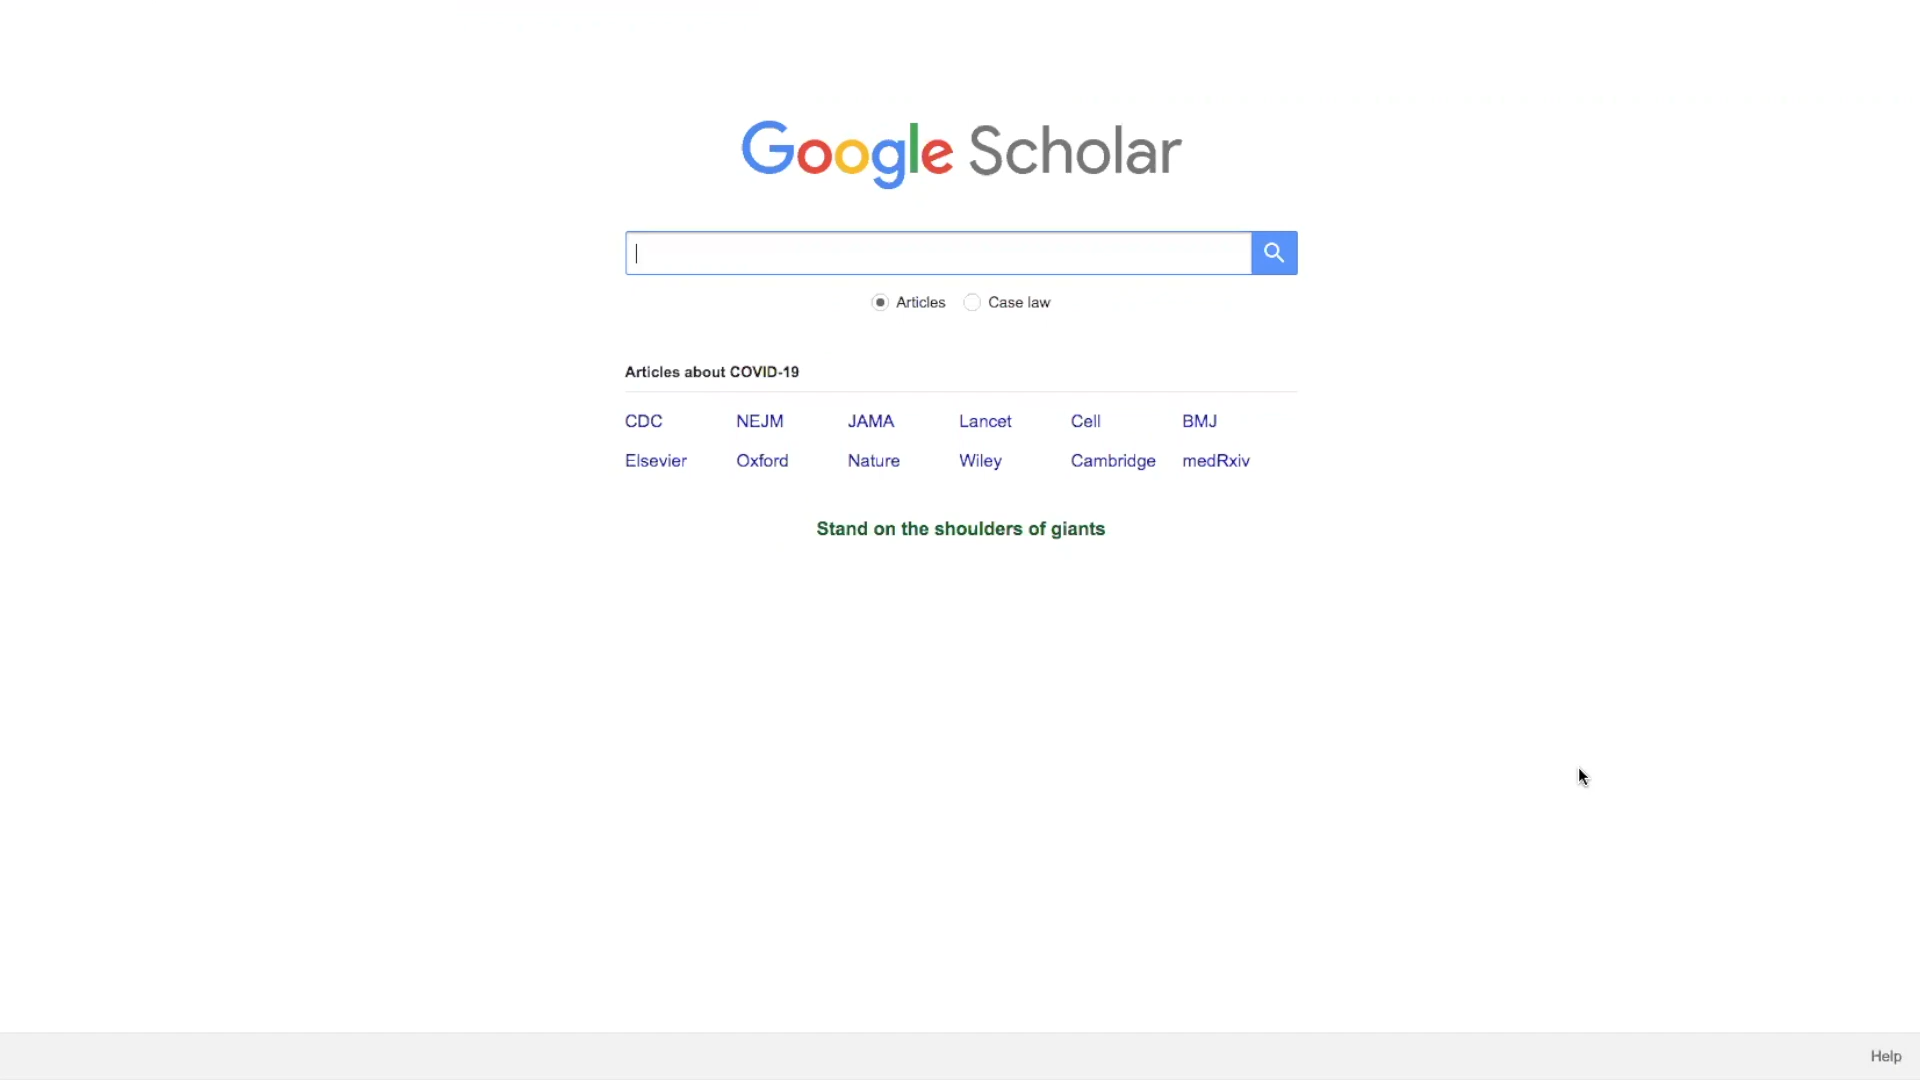 Google Scholar
Articles Case law
Articles about COVID-19
CDC NEJM JAMA Lancet Cell BMJ
Elsevier Oxford Nature Wiley Cambridge medRxiv
Stand on the shoulders of giants
Help